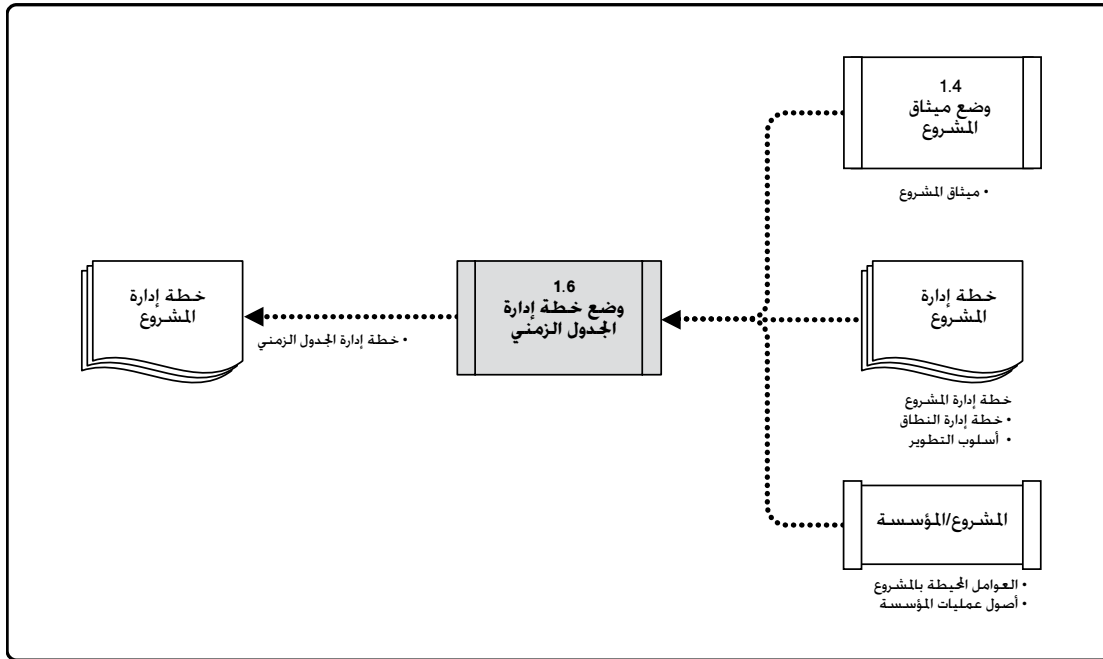 1.4
وضع ميثاق
المشروع
• ميثاق المشروع
خطة إدارة
المشروع
خطة إدارة المشروع
• خطة إدارة النطاق
• أسلوب التطوير
المشروع/المؤسسة
• العوامل المحيطة بالمشروع
• أصول عمليات المؤسسة
1.6
وضع خطة إدارة
الجدول الزمني
• خطة إدارة الجدول الزمني
خطة إدارة
المشروع